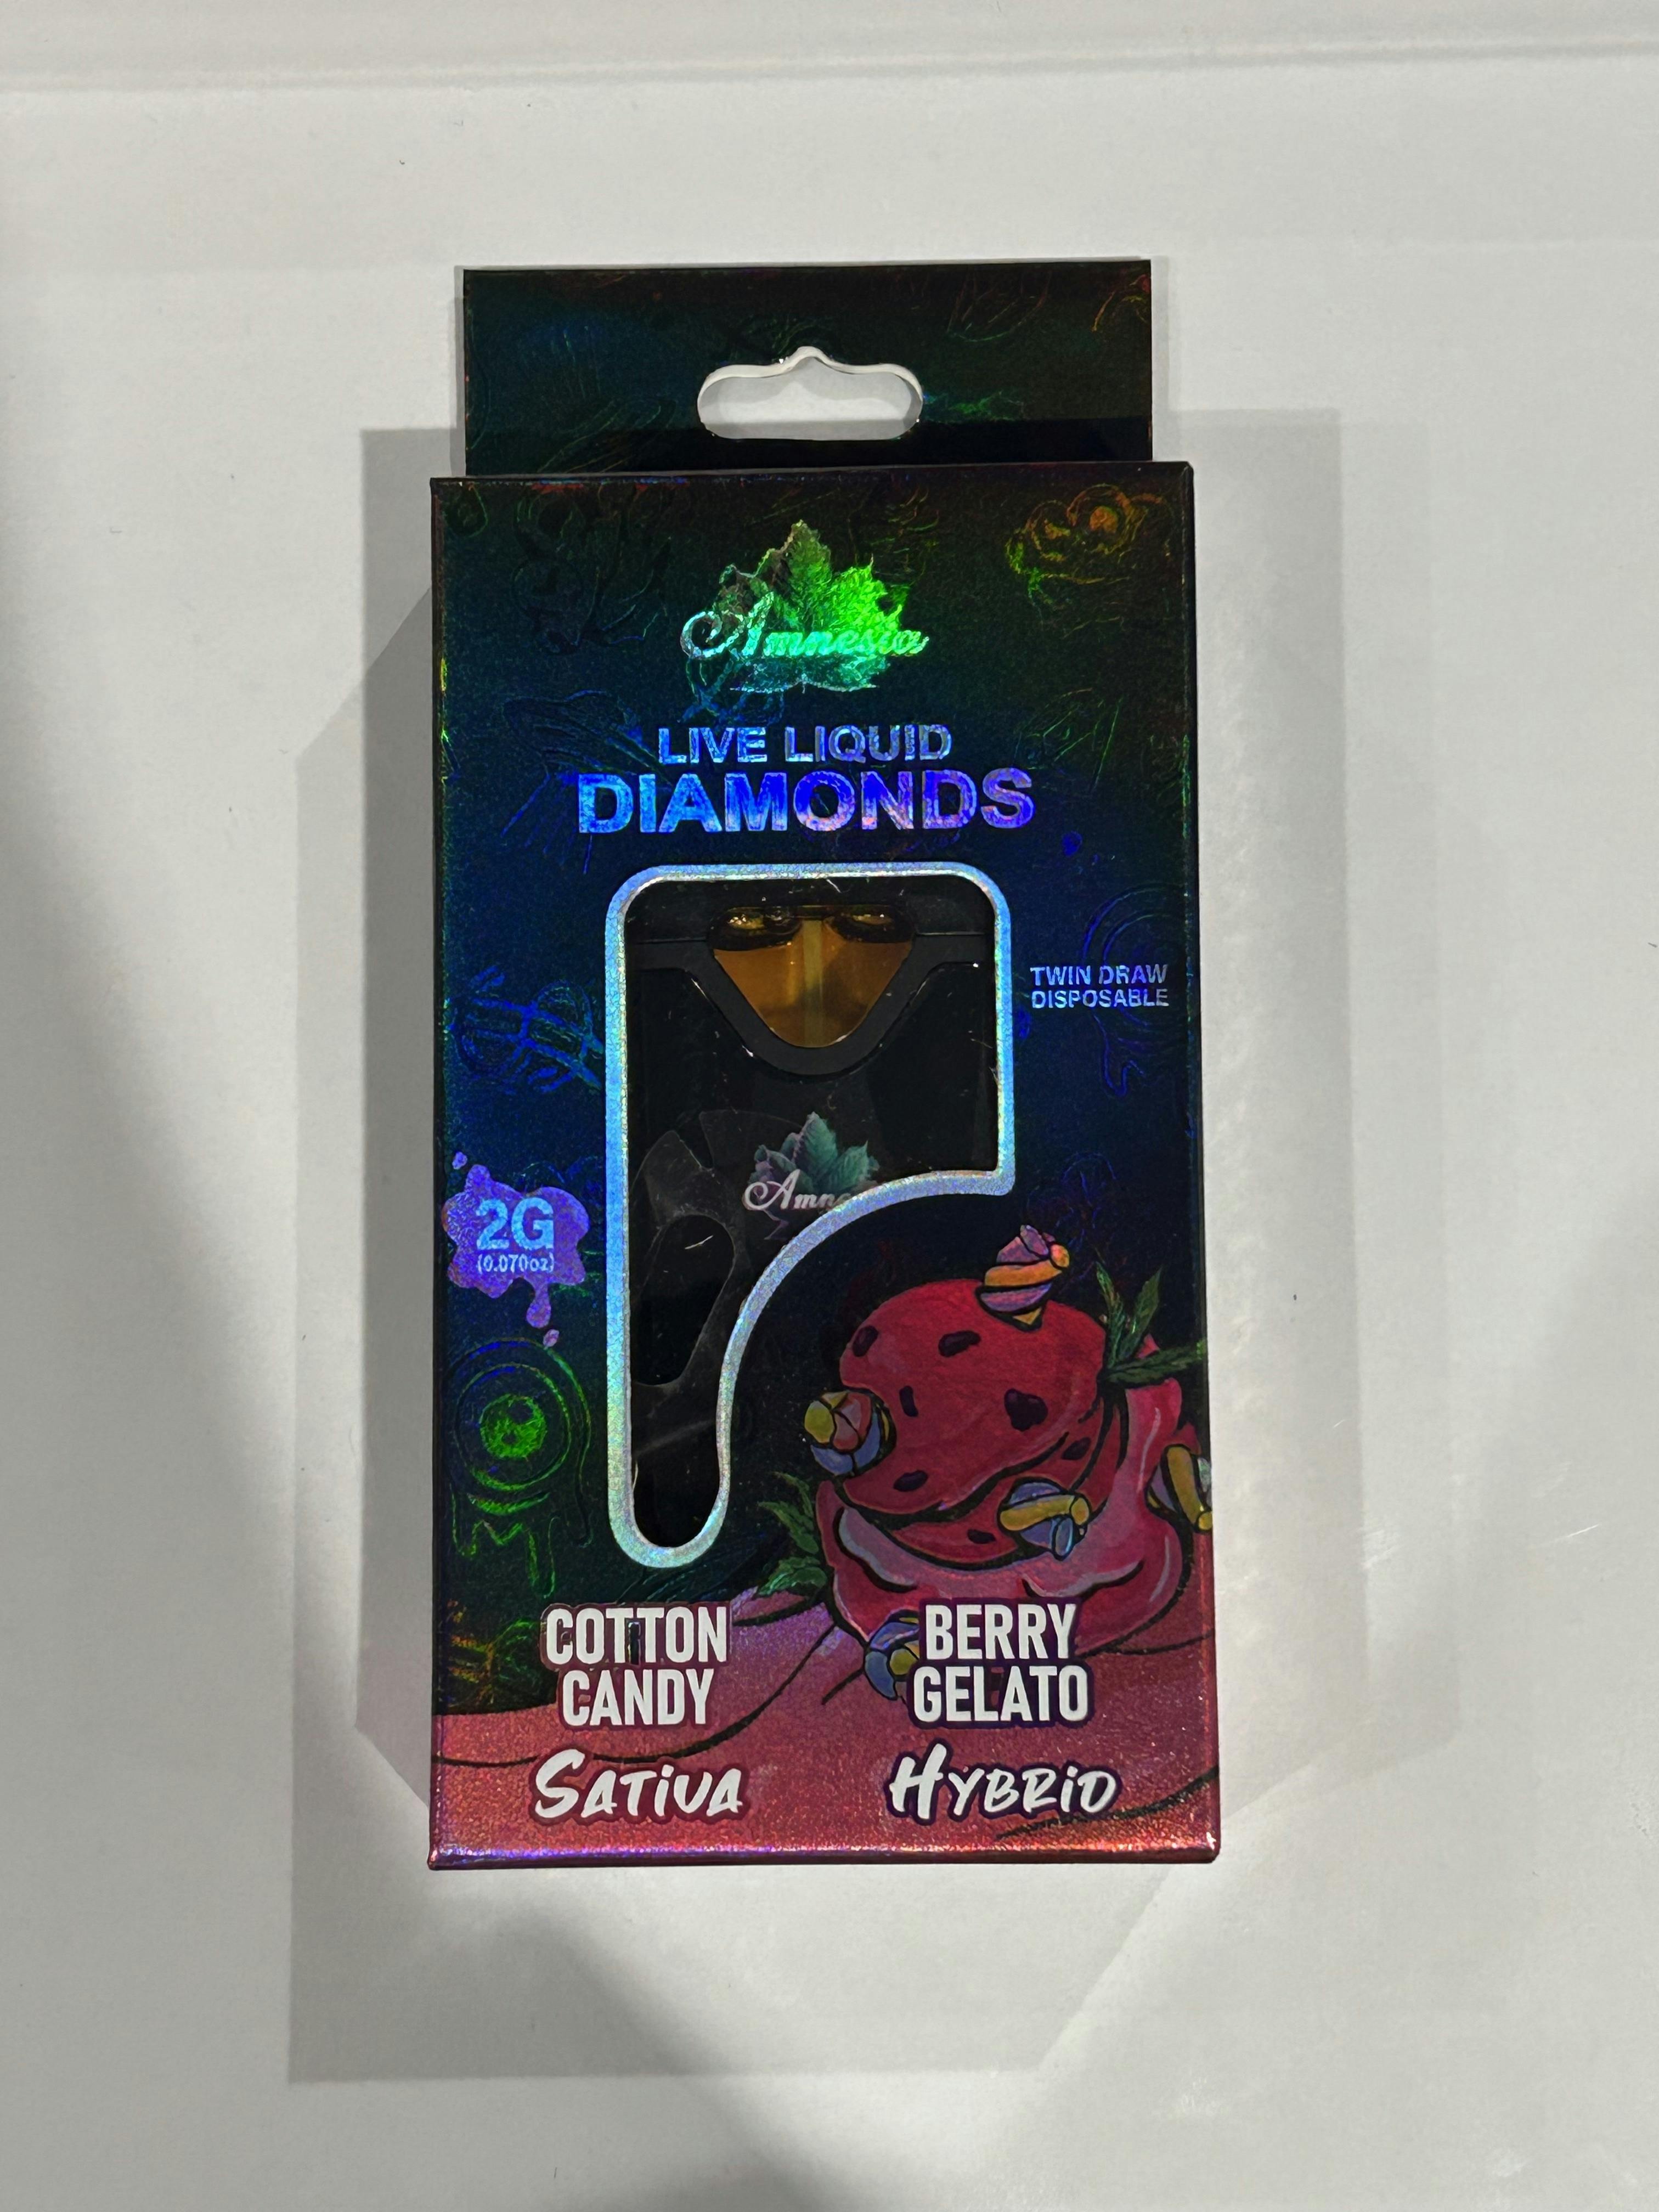 Amnesia
LIVE LIQUID
DIAMONDS
TWIN DRAW
DISPOSABLE
2G
(0.070oz)
COTTON
CANDY
SATiVA
BERRY
GELATO
HYBRiD